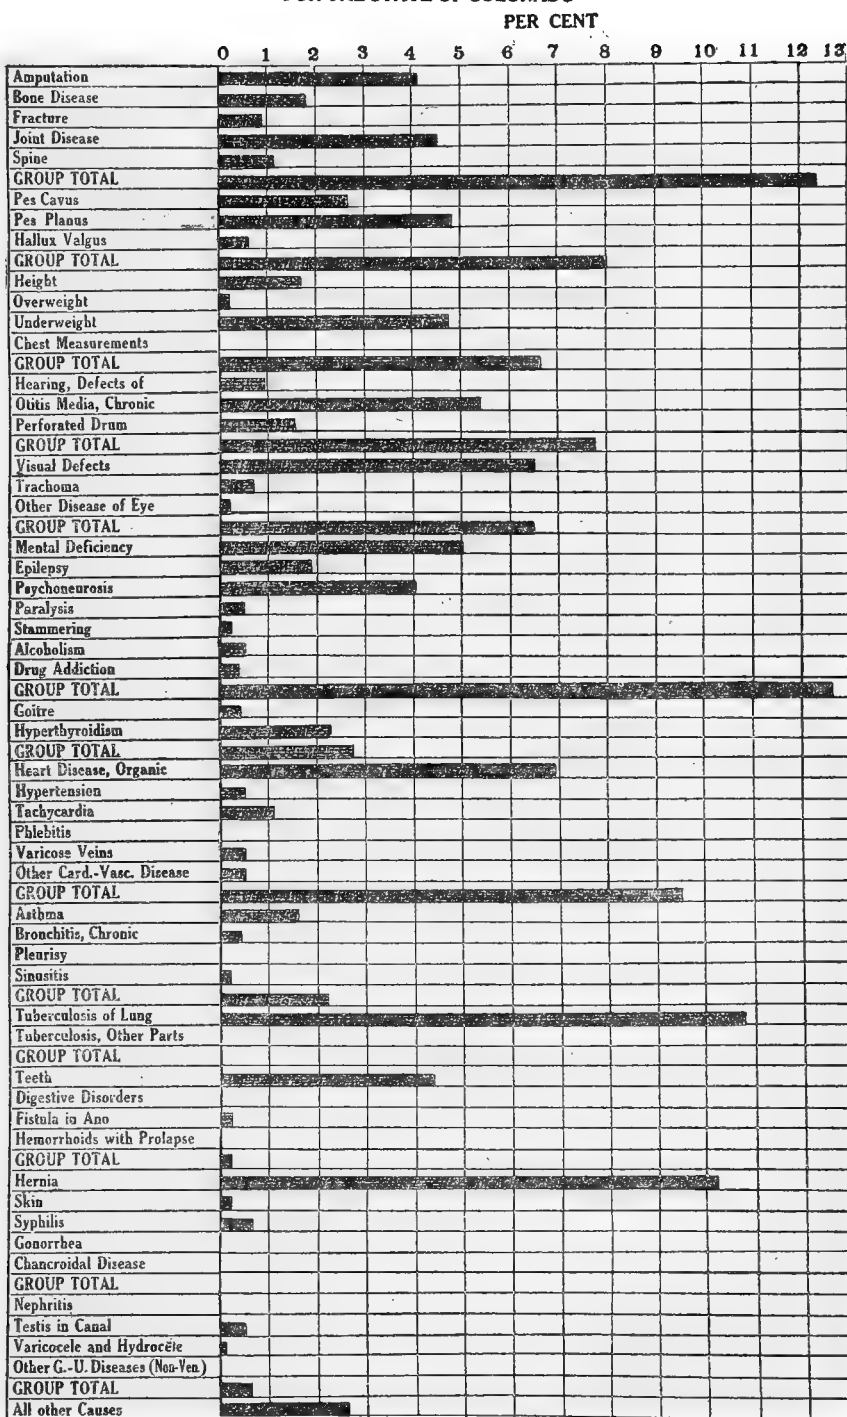 PER CENT
0 1 2 3 4 5 6 7 8 9 10 11 12 13
Amputation
Bone Disease
Fracture
Joint Disease
Spine
GROUP TOTAL
Pes Cavus
Pes Planus
Hallux Valgus
GROUP TOTAL
Height
Overweight
Underweight
Chest Measurements
GROUP TOTAL
Hearing, Defects of
Otitis Media, Chronic
Perforated Drum
GROUP TOTAL
Visual Defects
Trachoma
Other Disease of Eye
GROUP TOTAL
Mental Deficiency
Epilepsy
Psychoneurosis
Paralysis
Stammering
Alcoholism
Drug Addiction
GROUP TOTAL
Goitre
Hyperthyroidism
GROUP TOTAL
Heart Disease, Organic
Hypertension
Tachycardia
Phlebitis
Varicose Veins
Other Card.-Vasc. Disease
GROUP TOTAL
Asthma
Bronchitis, Chronic
Pleurisy
Sinusitis
GROUP TOTAL
Tuberculosis of Lung
Tuberculosis, Other Parts
GROUP TOTAL
Teeth
Digestive Disorders
Fistula in Ano
Hemorrhoids with Prolapse
GROUP TOTAL
Hernia
Skin
Syphilis
Gonorrhea
Chancroidal Disease
GROUP TOTAL
Nephritis
Testis in Canal
Varicocele and Hydrocele
Other G.-U. Diseases (Non-Ven.)
GROUP TOTAL
All other Causes